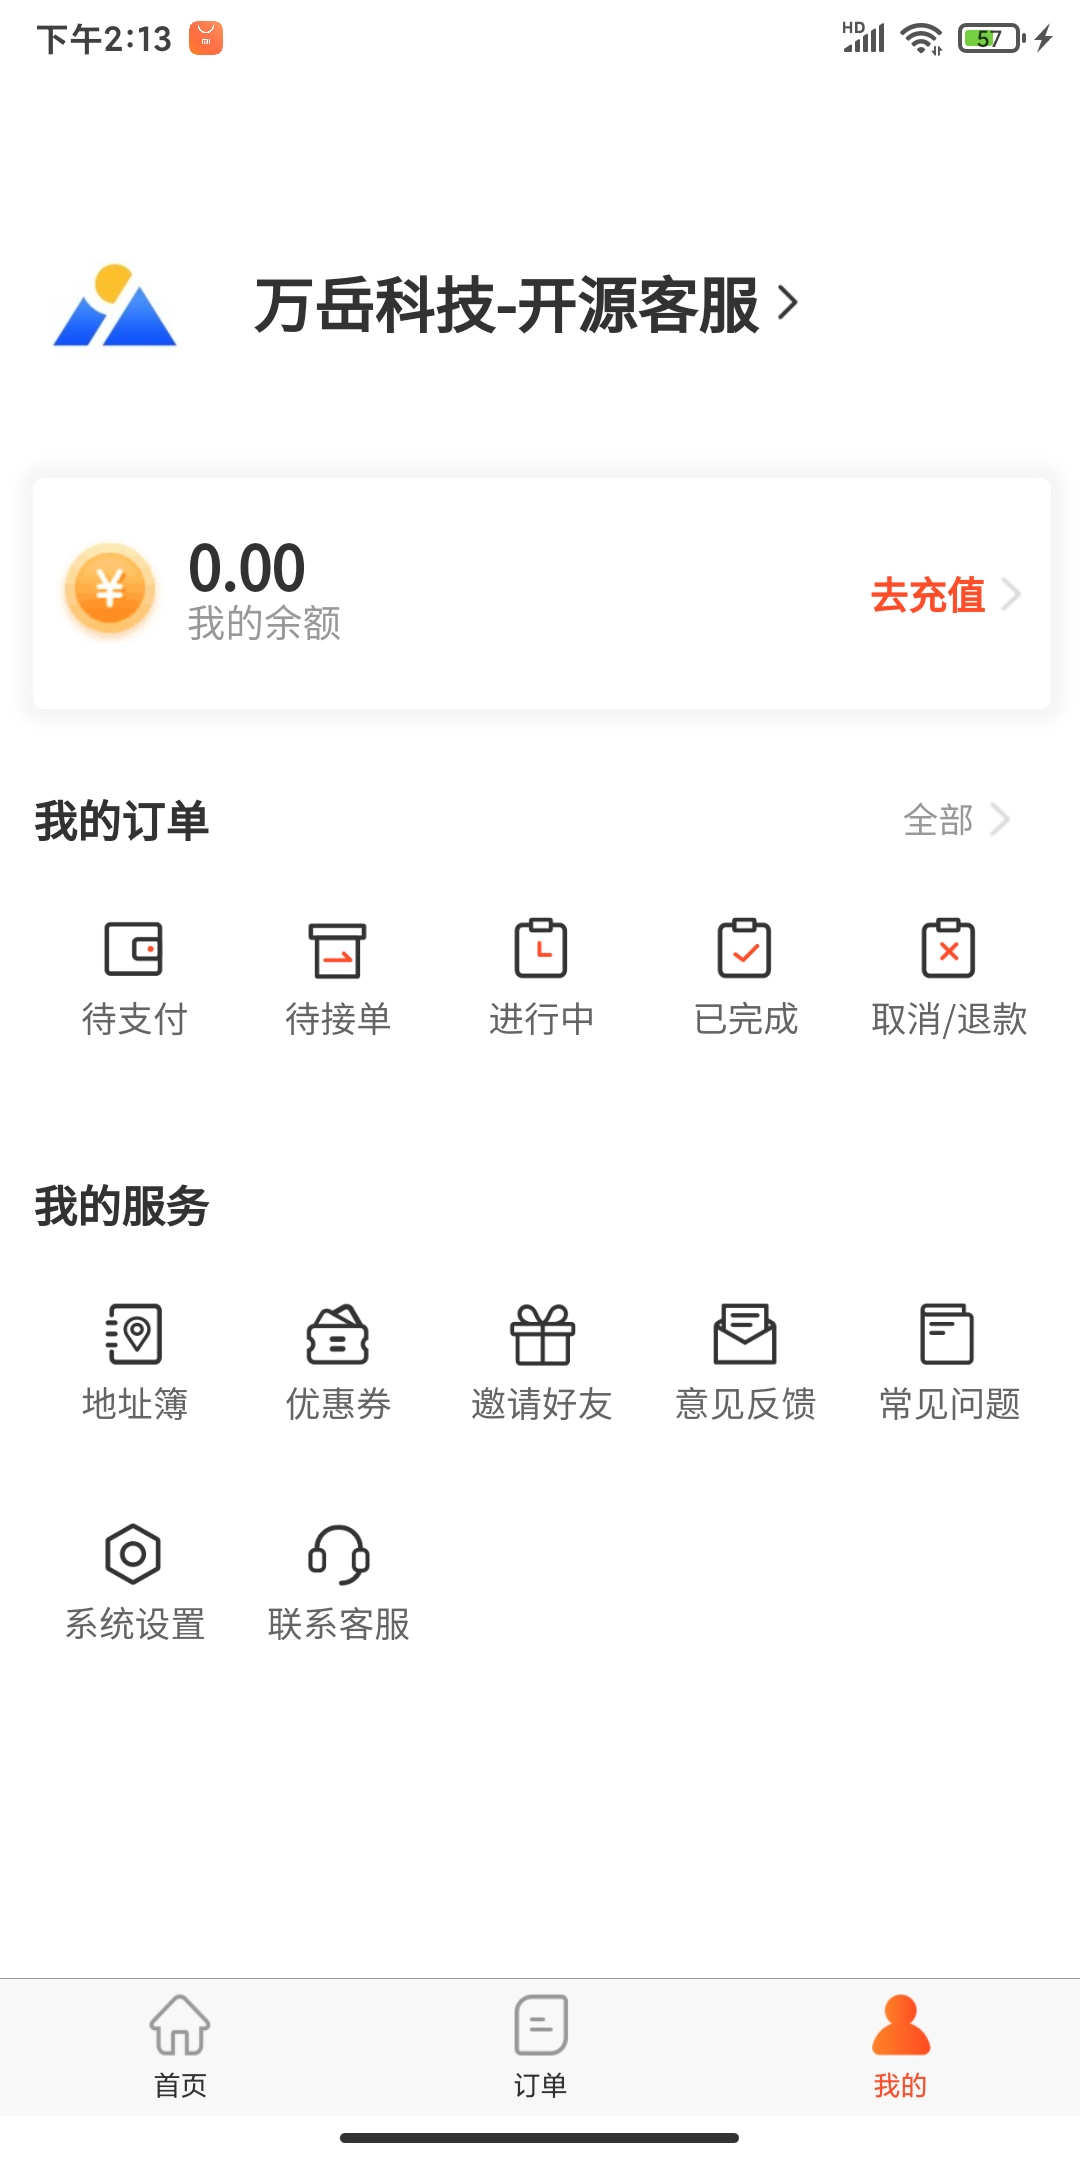 下午2:13
HD
57
万岳科技-开源客服
0.00
我的余额
去充值
我的订单
全部
待支付
待接单
进行中
已完成
取消/退款
我的服务
地址簿
优惠券
邀请好友
意见反馈
常见问题
系统设置
联系客服
首页
订单
我的